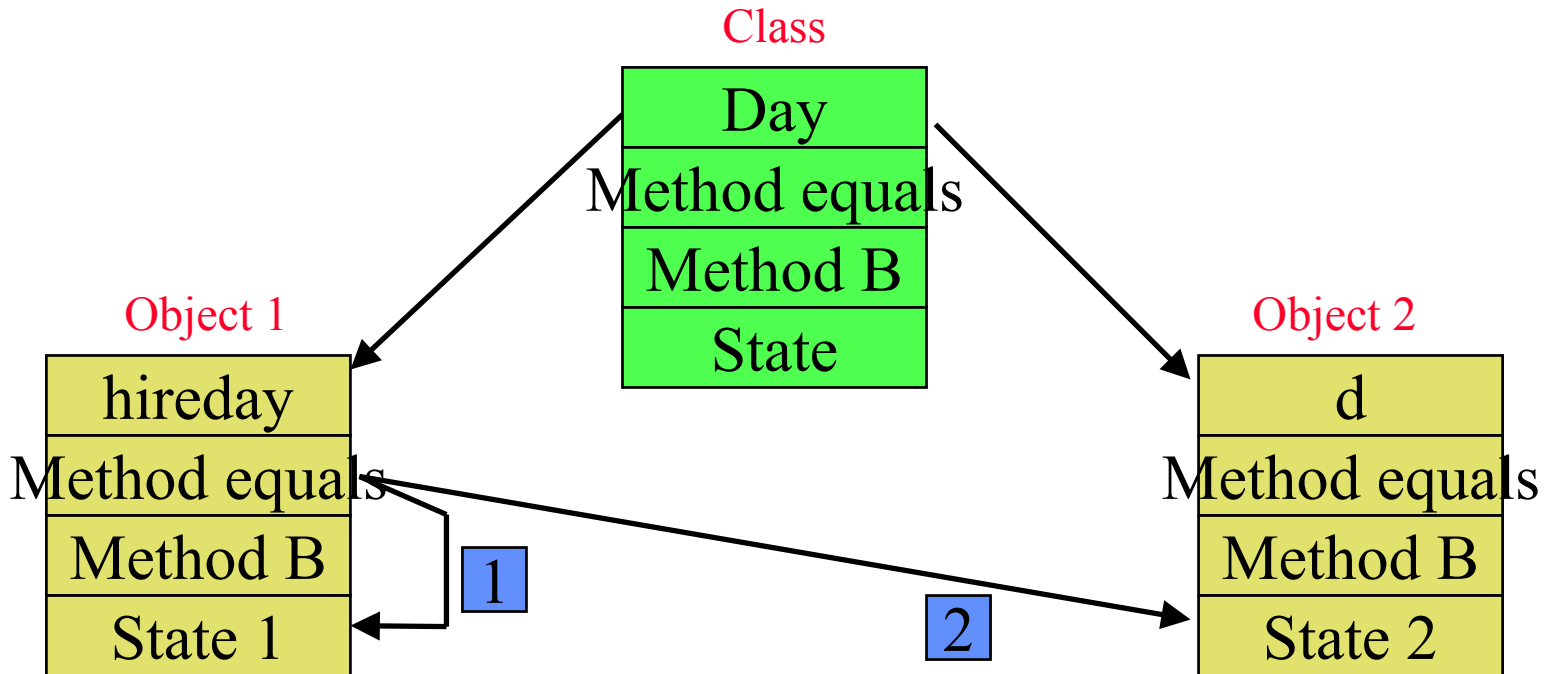 Class
Day
Method equals
Method B
State
Object 1
hireday
Method equals
Method B
State 1
1
2
Object 2
d
Method equals
Method B
State 2